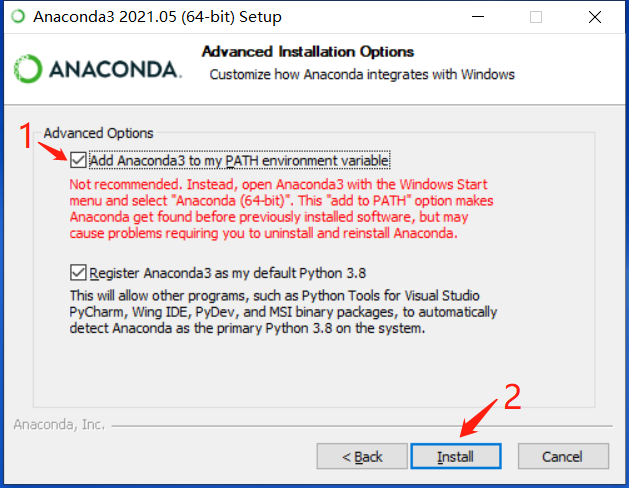 Anaconda3 2021.05 (64-bit) Setup
Advanced Installation Options
Customize how Anaconda integrates with Windows
ANACONDA.
Advanced Options
1
Add Anaconda3 to my PATH environment variable
Not recommended. Instead, open Anaconda3 with the Windows Start
menu and select "Anaconda (64-bit)". This "add to PATH" option makes
Anaconda get found before previously installed software, but may
cause problems requiring you to uninstall and reinstall Anaconda.
Register Anaconda3 as my default Python 3.8
This will allow other programs, such as Python Tools for Visual Studio
PyCharm, Wing IDE, PyDev, and MSI binary packages, to automatically
detect Anaconda as the primary Python 3.8 on the system.
2
Anaconda, Inc.
< Back
Install
Cancel